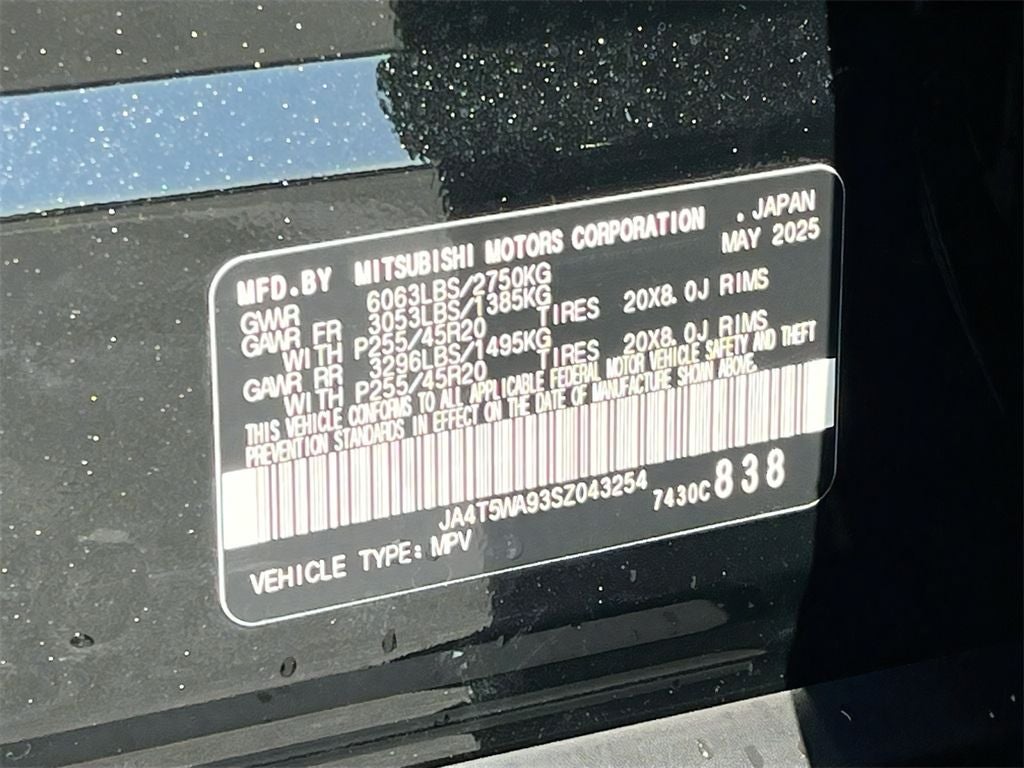 MFD.BY MITSUBISHI MOTORS CORPORATION . JAPAN
GWR 6063LBS/2750KG MAY 2025
GAWR FR 3053LBS/1385KG
WITH P255/45R20 TIRES 20X8.0J RIMS
GAWR RR 3296LBS/1495KG
WITH P255/45R20 TIRES 20X8.0J RIMS
THIS VEHICLE CONFORMS TO ALL APPLICABLE FEDERAL MOTOR VEHICLE SAFETY AND THEFT
PREVENTION STANDARDS IN EFFECT ON THE DATE OF MANUFACTURE SHOWN ABOVE.
JA4T5WA93SZ043254 7430C 838
VEHICLE TYPE: MPV